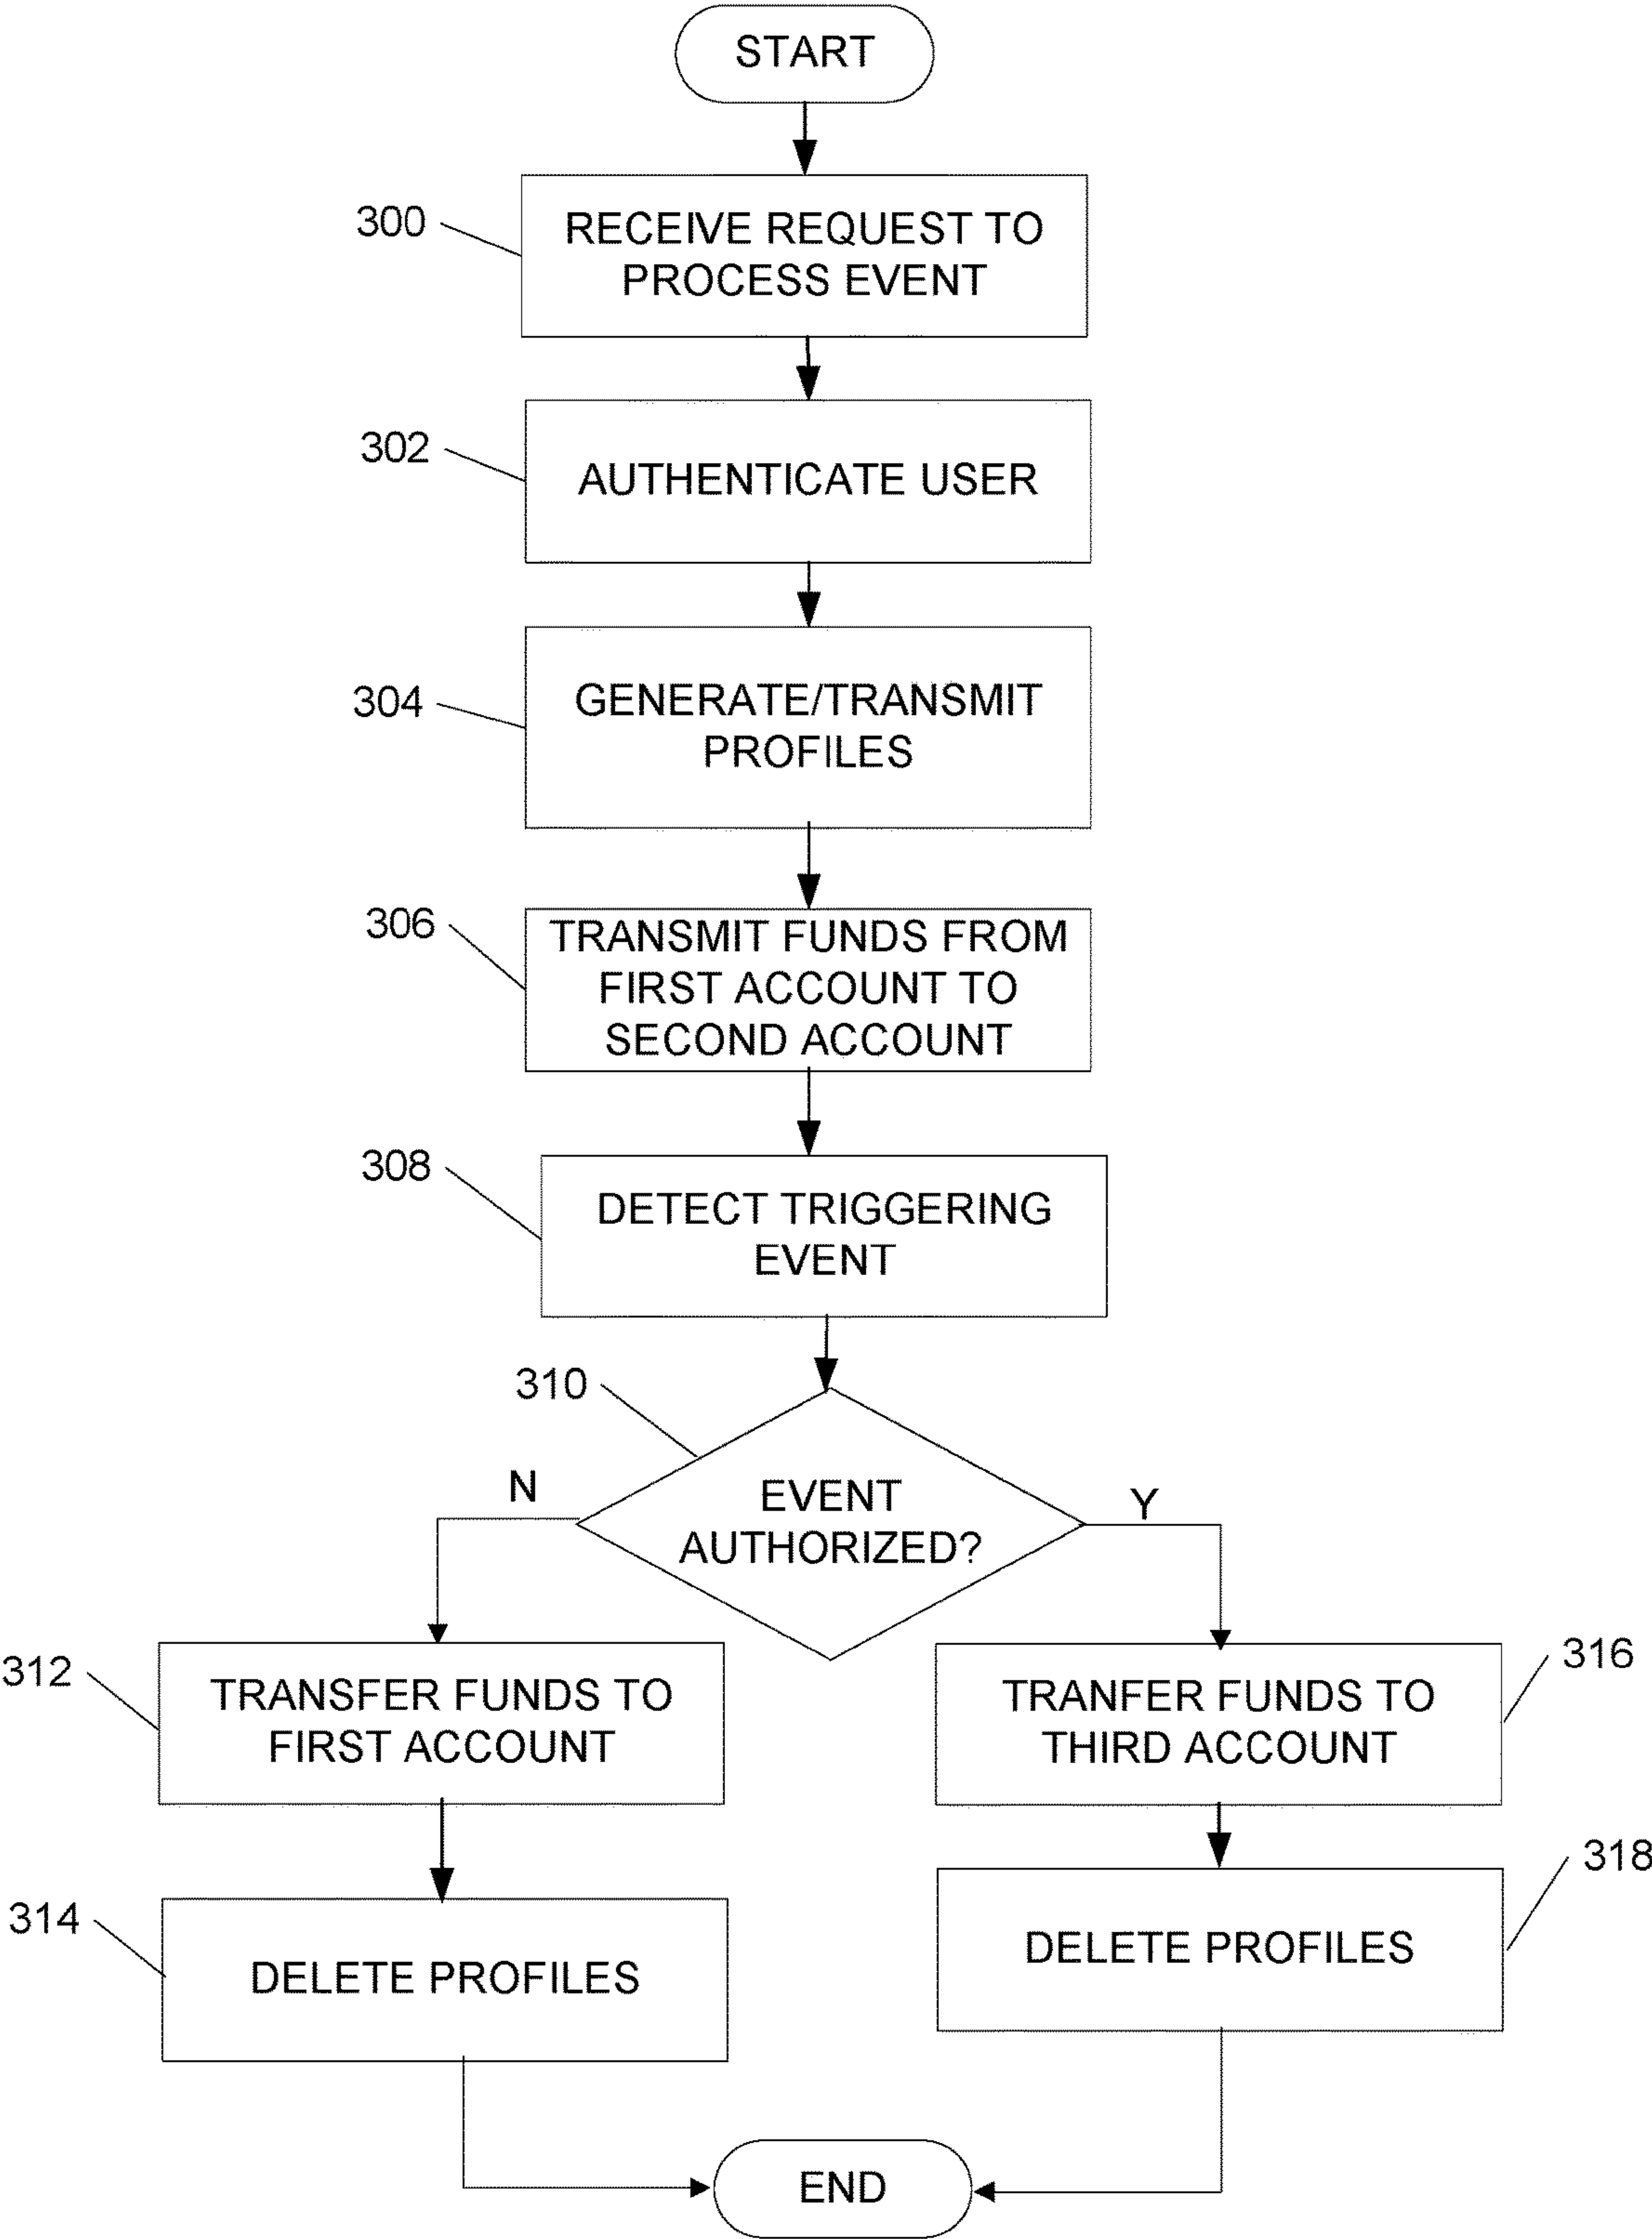 START
300
RECEIVE REQUEST TO
PROCESS EVENT
302
AUTHENTICATE USER
304
GENERATE/TRANSMIT
PROFILES
306
TRANSMIT FUNDS FROM
FIRST ACCOUNT TO
SECOND ACCOUNT
308
DETECT TRIGGERING
EVENT
310
N
EVENT
AUTHORIZED?
Y
312
TRANSFER FUNDS TO
FIRST ACCOUNT
316
TRANFER FUNDS TO
THIRD ACCOUNT
314
DELETE PROFILES
318
DELETE PROFILES
END